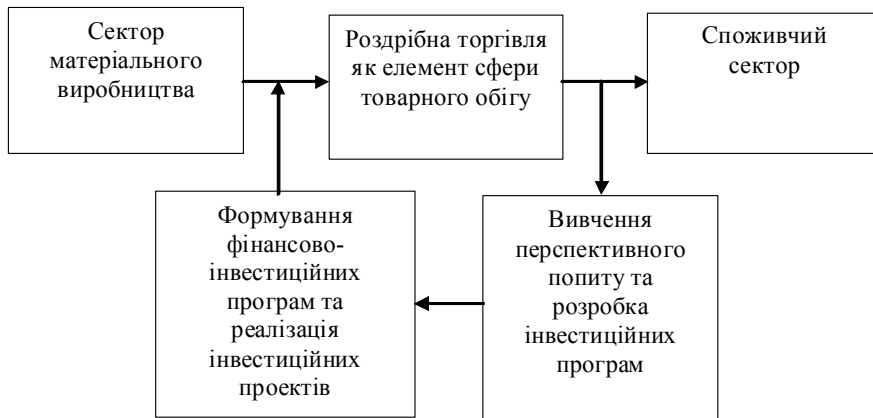 Сектор
матеріального
виробництва
Роздрібна торгівля
як елемент сфери
товарного обігу
Споживчий
сектор
Формування
фінансово-
інвестиційних
програм та
реалізація
інвестиційних
проектів
Вивчення
перспективного
попиту та
розробка
інвестиційних
програм